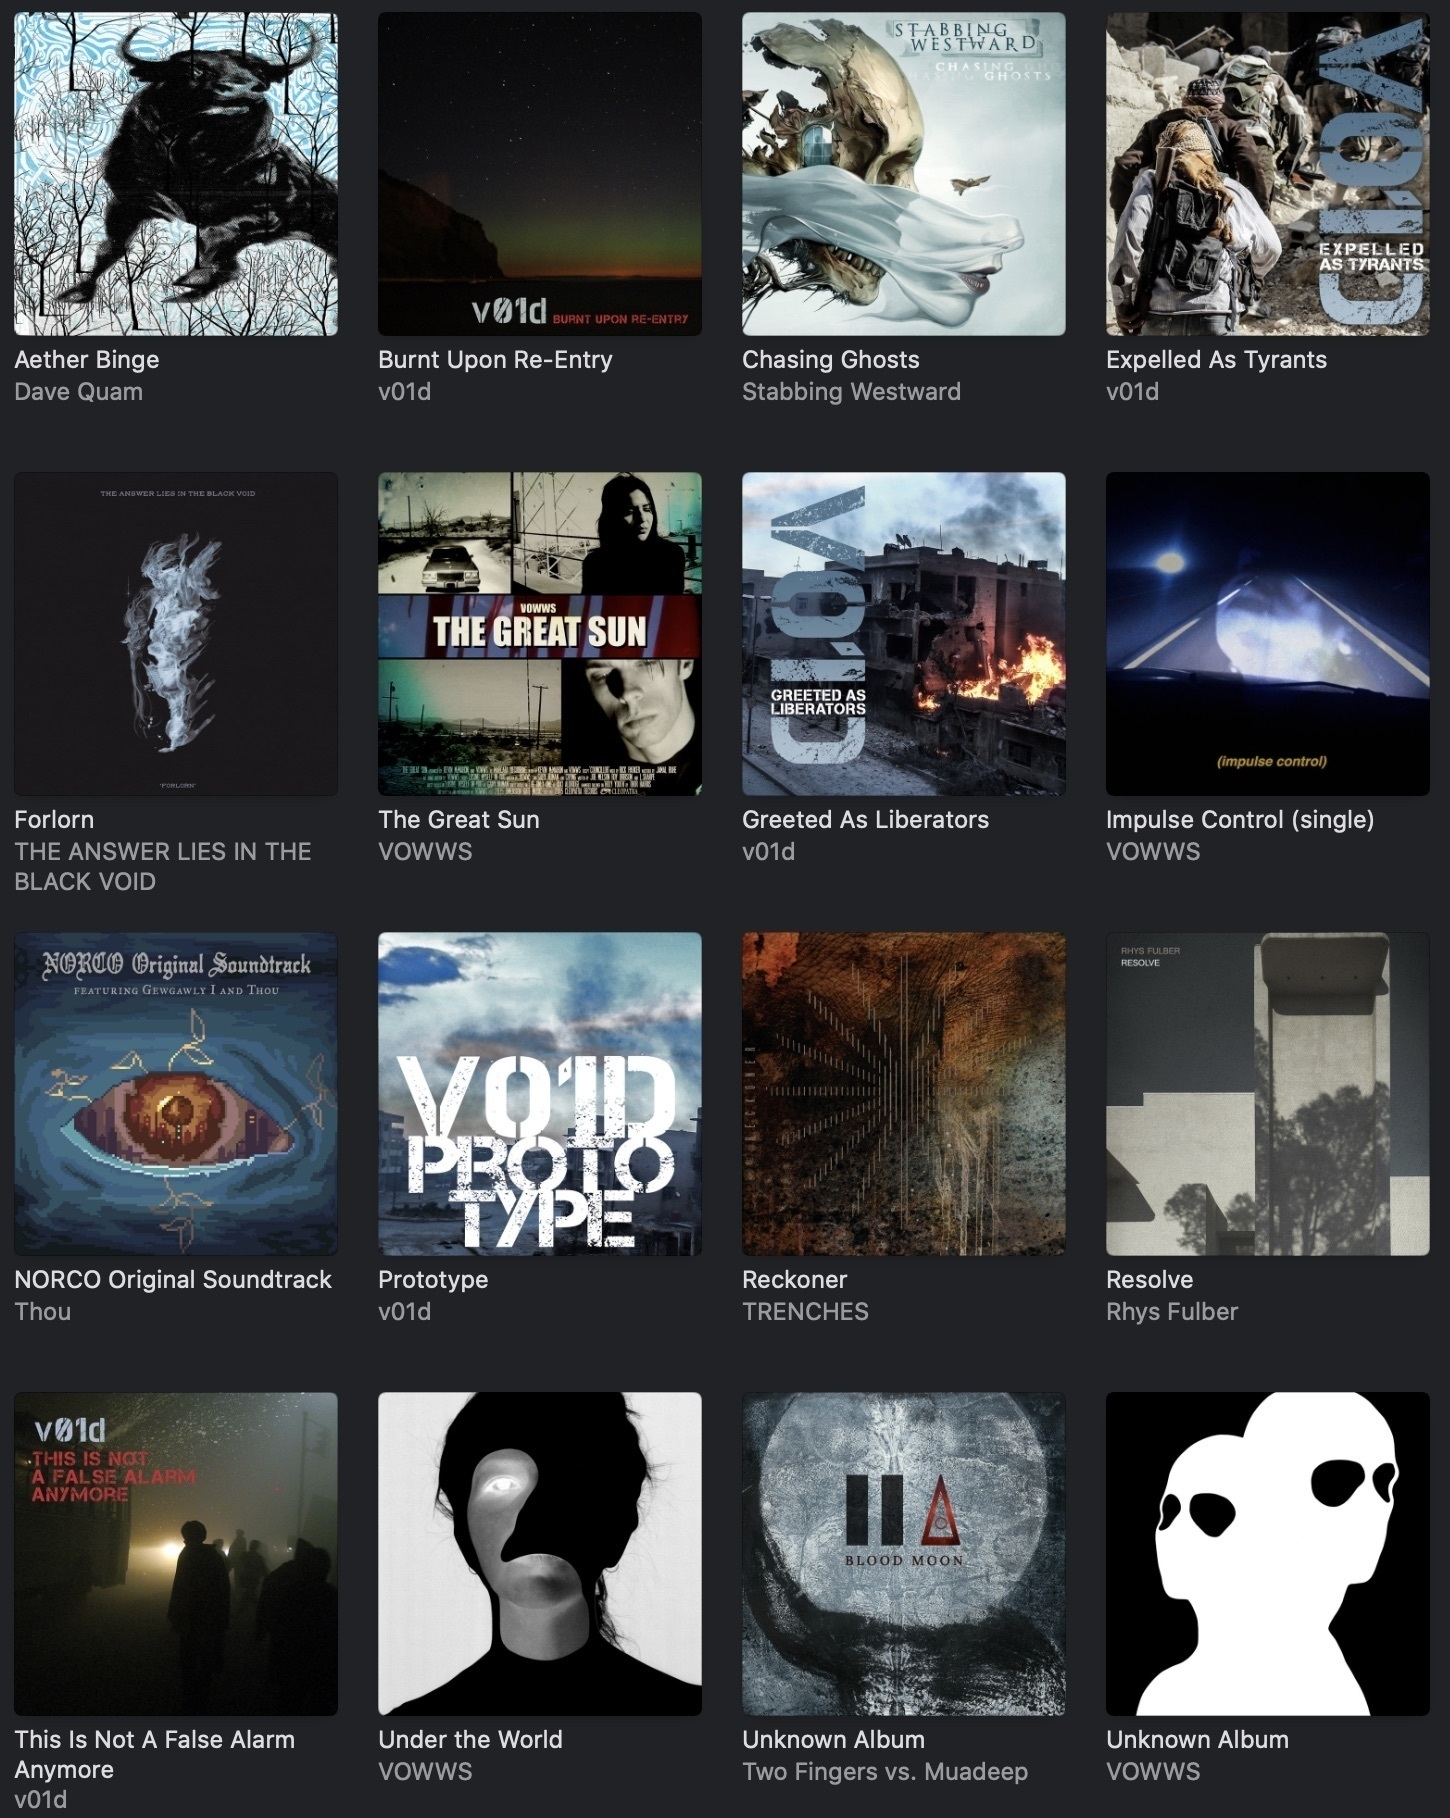 STABBING
WESTWARD
CHASING
GHOSTS
v01d
BURNT UPON RE-ENTRY
V01D
EXPELLED
AS TYRANTS
Aether Binge
Dave Quam
Burnt Upon Re-Entry
v01d
Chasing Ghosts
Stabbing Westward
Expelled As Tyrants
v01d
THE ANSWER LIES IN THE BLACK VOID
"FORLORN"
VOWWS
THE GREAT SUN
V01D
GREETED AS
LIBERATORS
(impulse control)
Forlorn
THE ANSWER LIES IN THE
BLACK VOID
The Great Sun
VOWWS
Greeted As Liberators
v01d
Impulse Control (single)
VOWWS
NORCO Original Soundtrack
FEATURING GEWGAWLY I AND THOU
V01D
PROTO
TYPE
RECKONER
RHYS FULBER
RESOLVE
NORCO Original Soundtrack
Thou
Prototype
v01d
Reckoner
TRENCHES
Resolve
Rhys Fulber
v01d
THIS IS NOT
A FALSE ALARM
ANYMORE
BLOOD MOON
This Is Not A False Alarm
Anymore
v01d
Under the World
VOWWS
Unknown Album
Two Fingers vs. Muadeep
Unknown Album
VOWWS